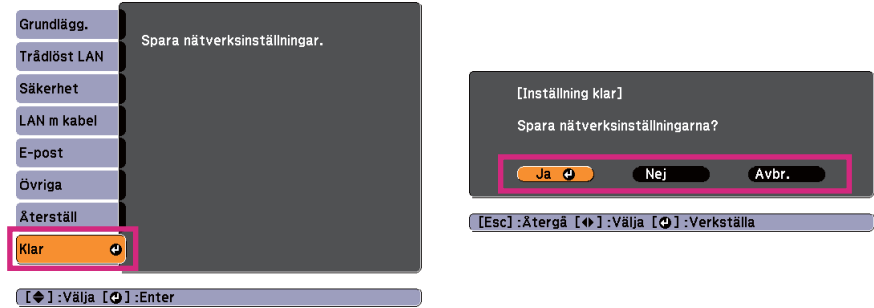 Grundlägg.
Trådlöst LAN
Säkerhet
LAN m kabel
E-post
Övriga
Återställ
Klar
Spara nätverksinställningar.
[ ] :Välja [ ] :Enter
[Inställning klar]
Spara nätverksinställningarna?
Ja Nej Avbr.
[Esc] :Återgå [ ] :Välja [ ] :Verkställa